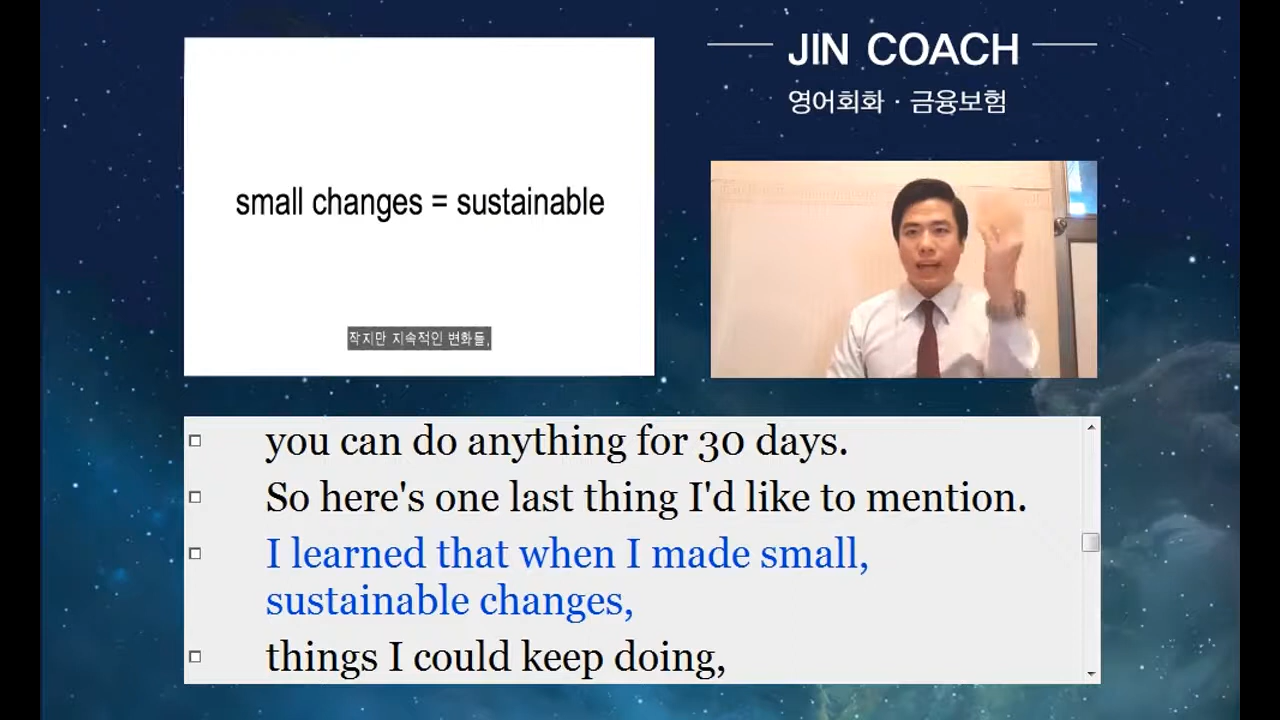 JIN COACH
영어회화 · 금융보험
small changes = sustainable
작지만 지속적인 변화들,
you can do anything for 30 days.
So here's one last thing I'd like to mention.
I learned that when I made small,
sustainable changes,
things I could keep doing,